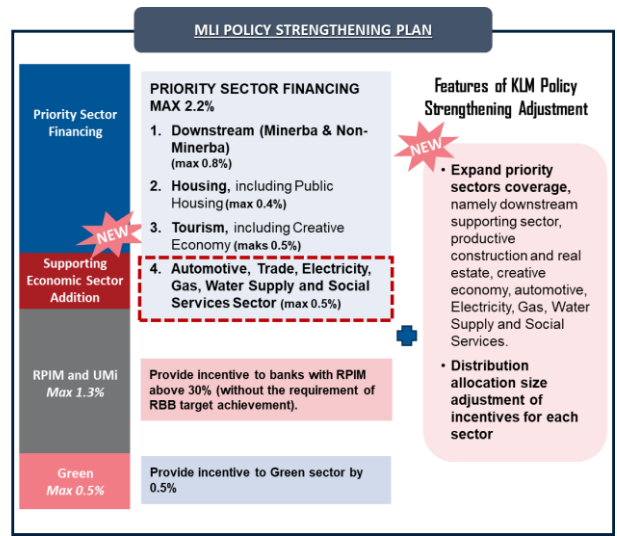 MLI POLICY STRENGTHENING PLAN
Priority Sector
Financing
NEW
Supporting
Economic Sector
Addition
RPIM and UMi
Max 1.3%
Green
Max 0.5%
PRIORITY SECTOR FINANCING
MAX 2.2%
1. Downstream (Minerba & Non-
Minerba)
(max 0.8%)
2. Housing, including Public
Housing (max 0.4%)
3. Tourism, including Creative
Economy (maks 0.5%)
4. Automotive, Trade, Electricity,
Gas, Water Supply and Social
Services Sector (max 0.5%)
Provide incentive to banks with RPIM
above 30% (without the requirement of
RBB target achievement).
Provide incentive to Green sector by
0.5%
Features of KLM Policy
Strengthening Adjustment
NEW
• Expand priority
sectors coverage,
namely downstream
supporting sector,
productive
construction and real
estate, creative
economy, automotive,
Electricity, Gas, Water
Supply and Social
Services.
• Distribution
allocation size
adjustment of
incentives for each
sector